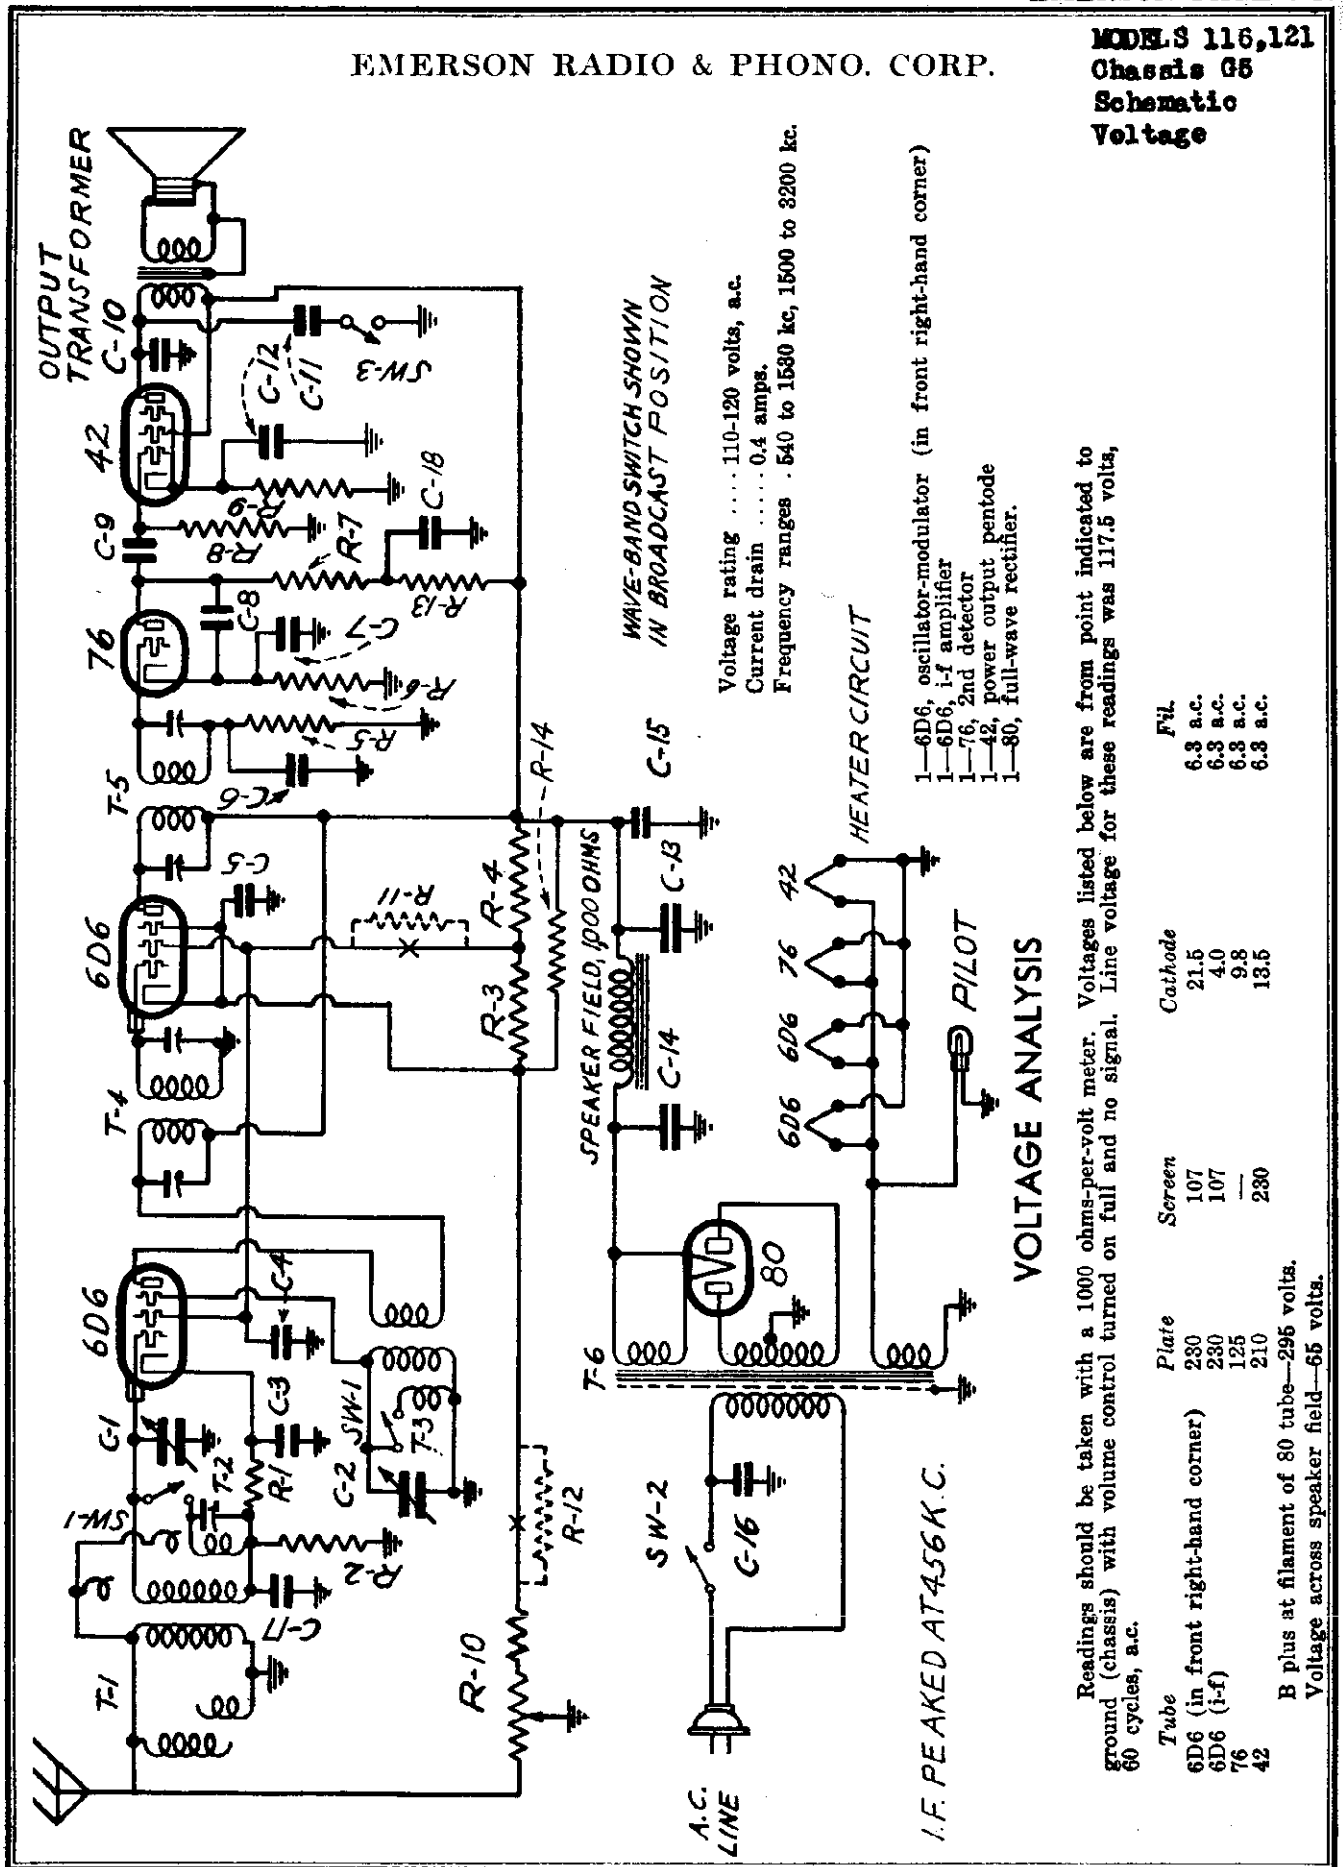 EMERSON RADIO & PHONO. CORP.
MODELS 116,121
Chassis G5
Schematic
Voltage
OUTPUT
TRANSFORMER
C-10
42
C-9
76
T-5
6D6
T-4
6D6
C-1
SW-1
T-1
C-12
C-11
SW-3
R-9
R-8
R-7
C-18
R-13
C-8
C-7
R-6
R-5
C-6
R-14
C-5
R-11
R-4
R-3
C-4
C-3
SW-1
T-3
T-2
R-1
C-2
R-2
C-17
R-12
R-10
WAVE-BAND SWITCH SHOWN
IN BROADCAST POSITION
SPEAKER FIELD, 1,000 OHMS
C-15
C-13
C-14
T-6
80
SW-2
C-16
A.C.
LINE
Voltage rating ..... 110-120 volts, a.c.
Current drain ..... 0.4 amps.
Frequency ranges . 540 to 1530 kc, 1500 to 3200 kc.
HEATER CIRCUIT
6D6 6D6 76 42
PILOT
I.F. PEAKED AT 456 K.C.
1—6D6, oscillator-modulator (in front right-hand corner)
1—6D6, i-f amplifier
1—76, 2nd detector
1—42, power output pentode
1—80, full-wave rectifier.
VOLTAGE ANALYSIS
Readings should be taken with a 1000 ohms-per-volt meter. Voltages listed below are from point indicated to
ground (chassis) with volume control turned on full and no signal. Line voltage for these readings was 117.5 volts,
60 cycles, a.c.
Tube Plate Screen Cathode Fil.
6D6 (in front right-hand corner) 230 107 21.5 6.3 a.c.
6D6 (i-f) 230 107 4.0 6.3 a.c.
76 125 — 9.8 6.3 a.c.
42 210 230 13.5 6.3 a.c.
B plus at filament of 80 tube—295 volts.
Voltage across speaker field—65 volts.